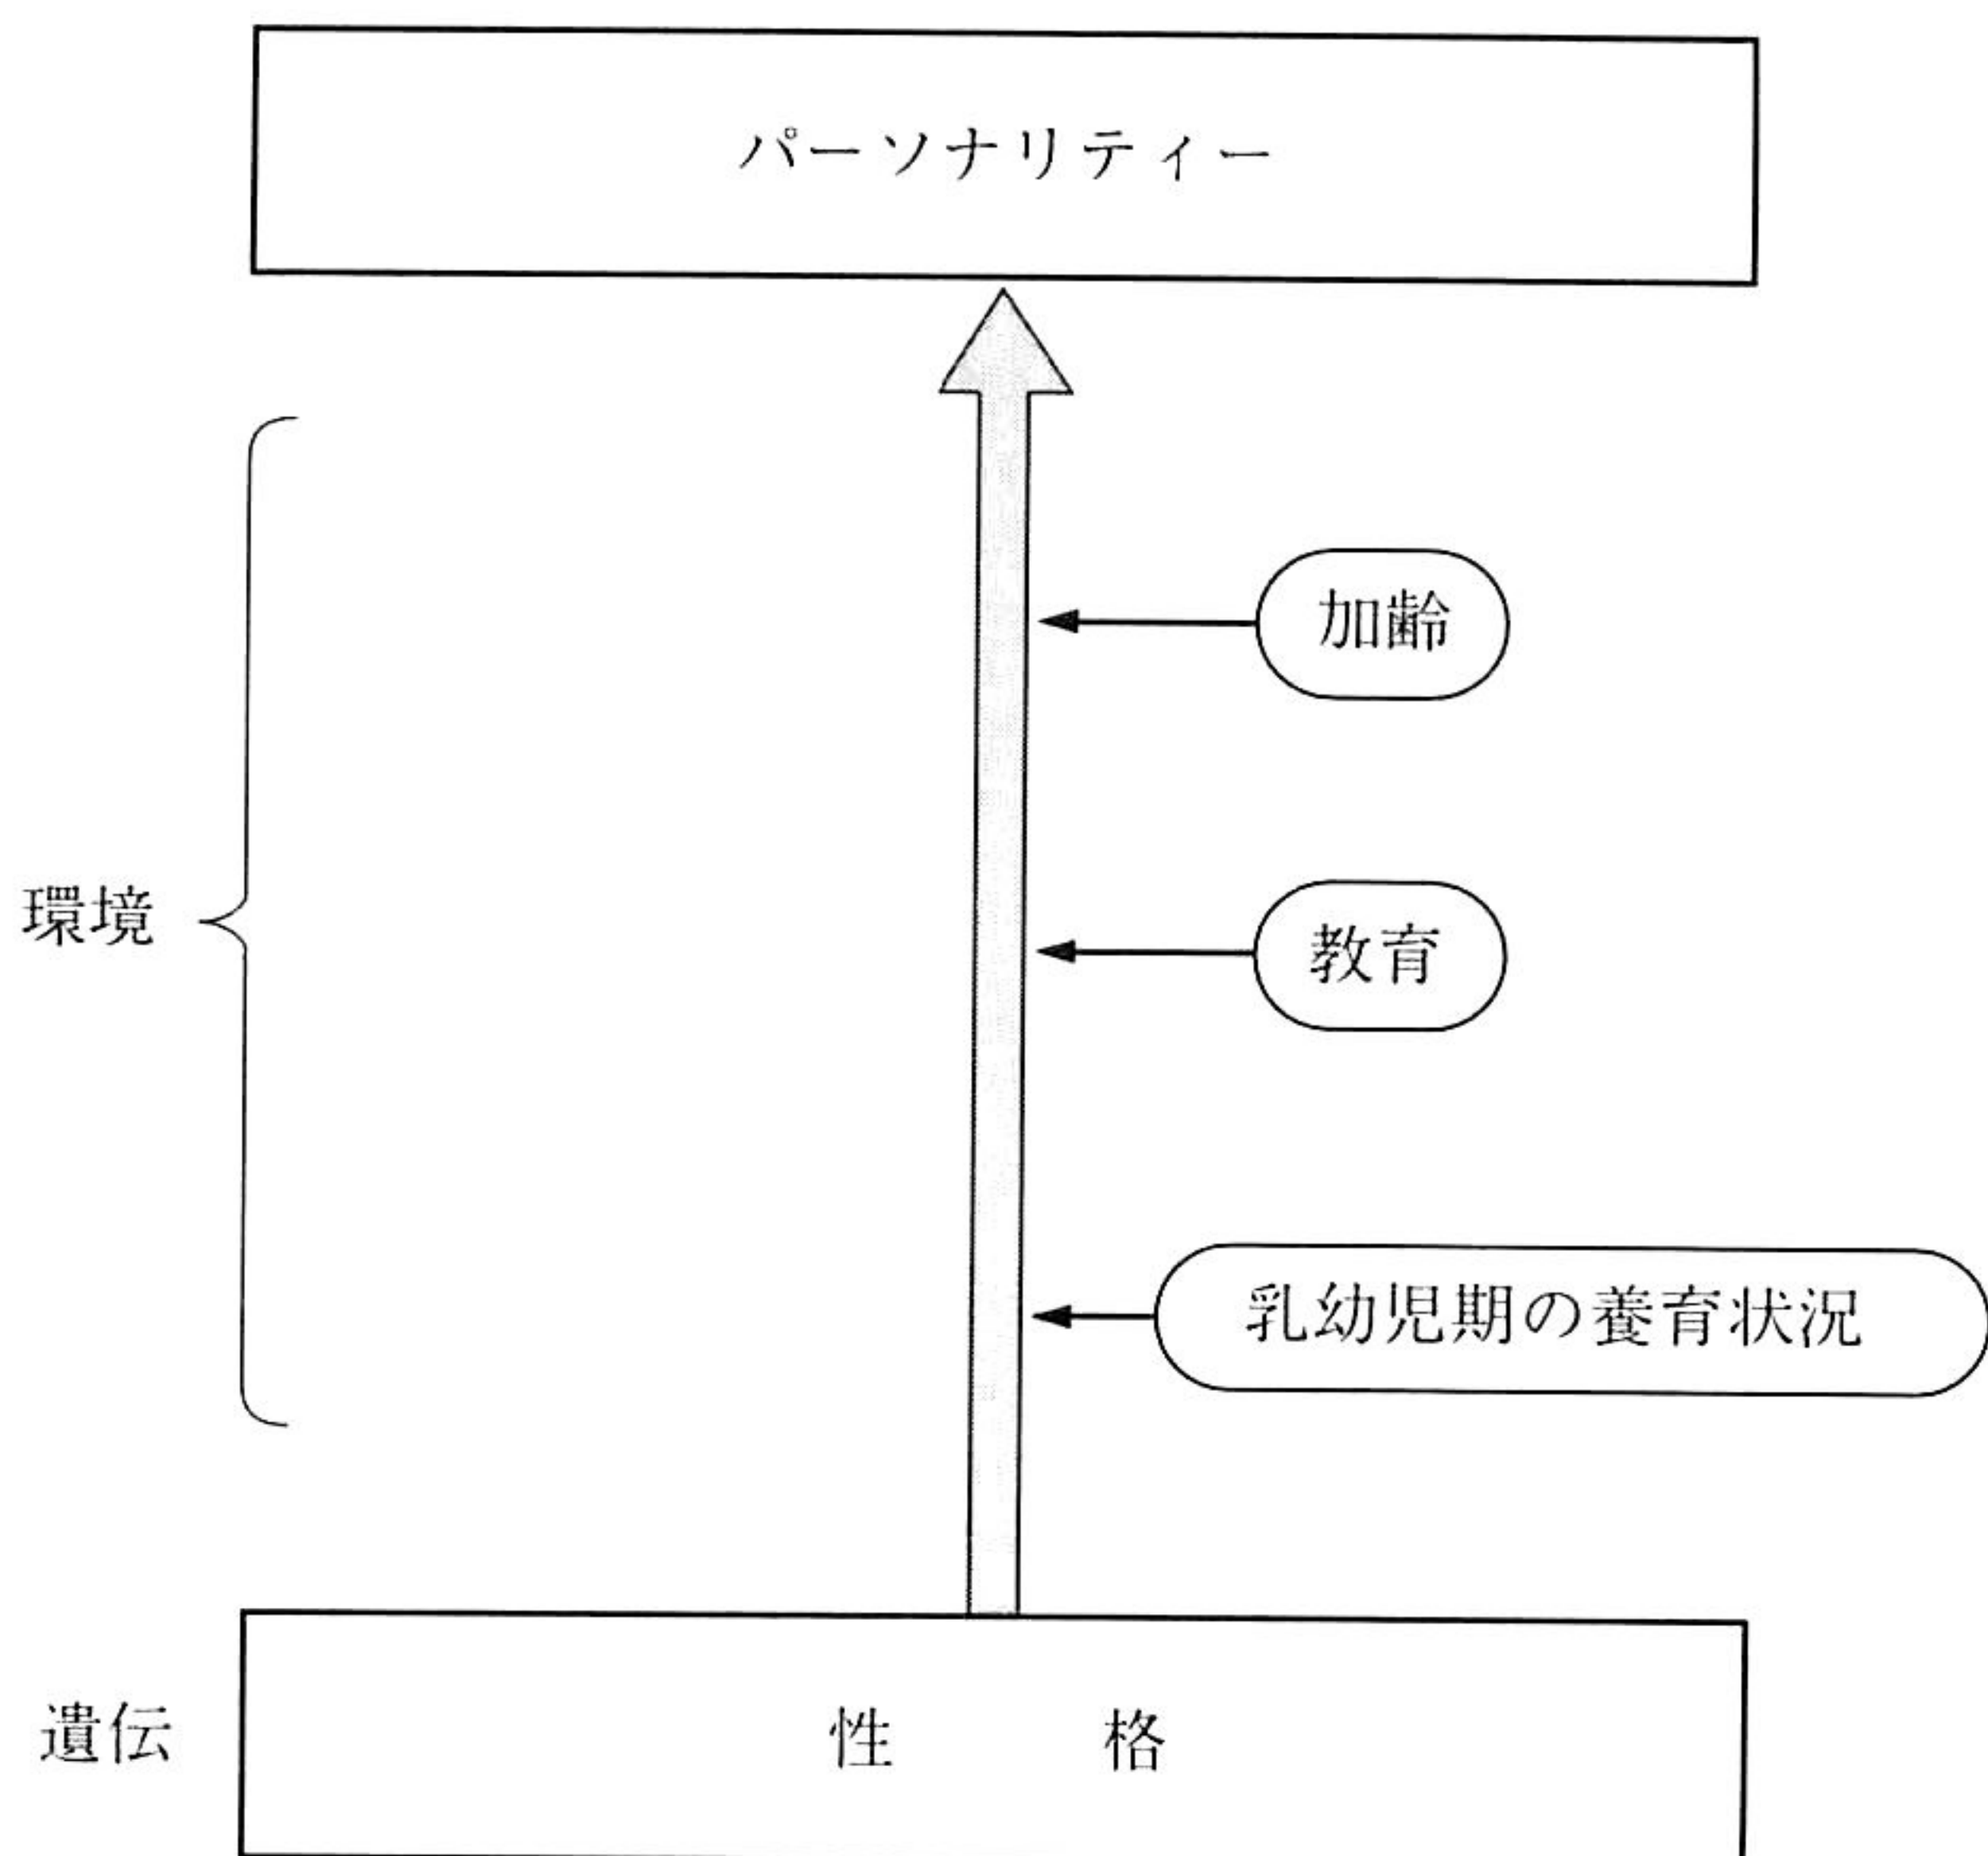 パーソナリティー
加齢
教育
環境
乳幼児期の養育状況
遺伝
性格